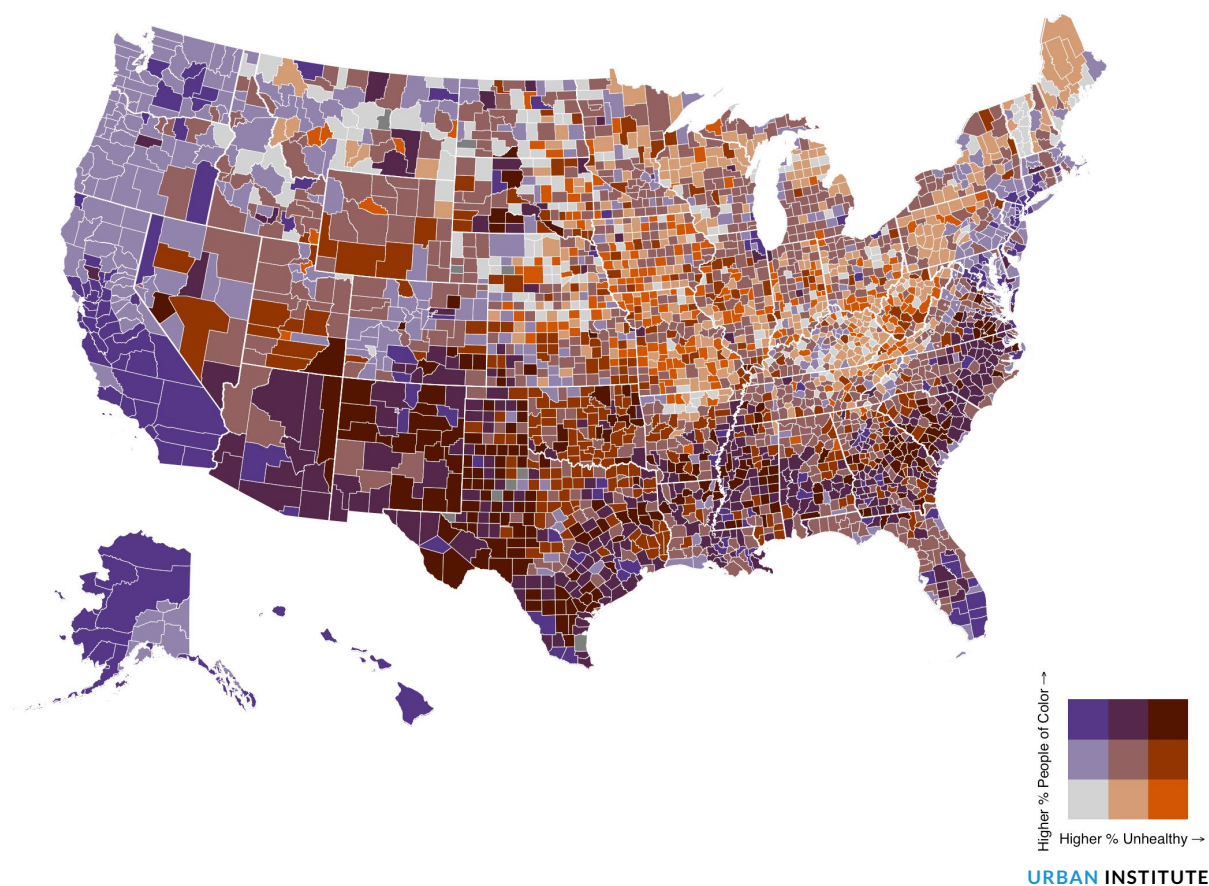 Higher % People of Color →
Higher % Unhealthy →
URBAN INSTITUTE